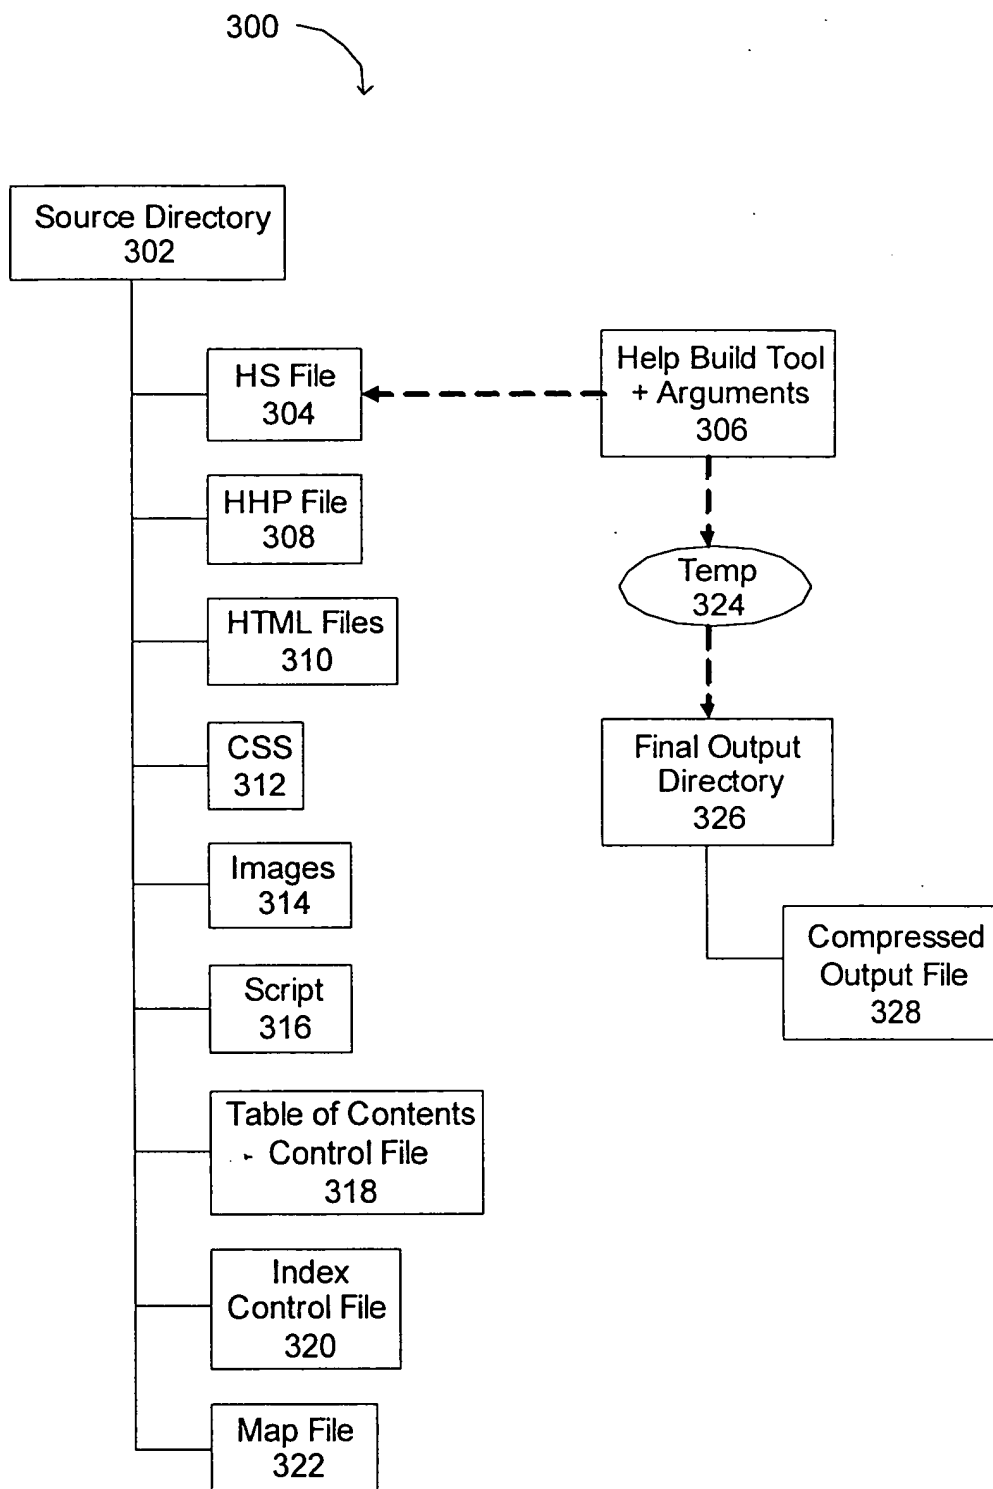 300
Source Directory
302
HS File
304
Help Build Tool
+ Arguments
306
HHP File
308
Temp
324
HTML Files
310
Final Output
Directory
326
CSS
312
Images
314
Compressed
Output File
328
Script
316
Table of Contents
Control File
318
Index
Control File
320
Map File
322